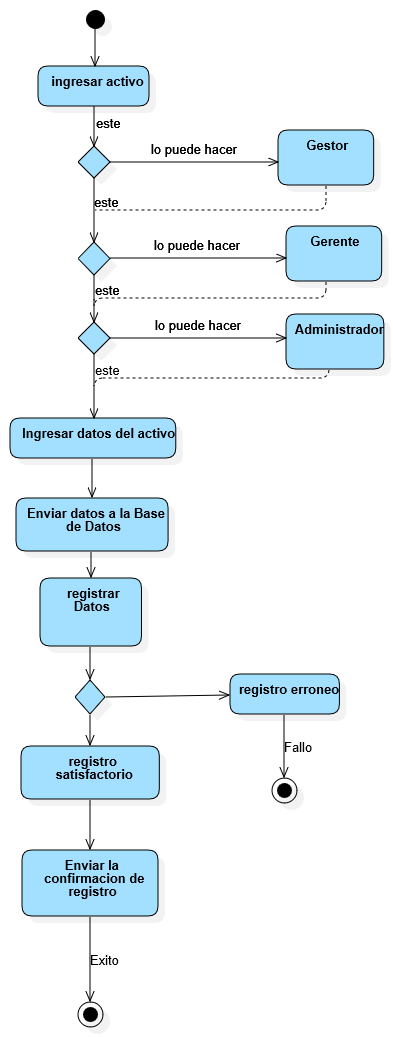 ingresar activo
este
lo puede hacer
Gestor
este
lo puede hacer
Gerente
este
lo puede hacer
Administrador
este
Ingresar datos del activo
Enviar datos a la Base
de Datos
registrar
Datos
registro erroneo
Fallo
registro
satisfactorio
Enviar la
confirmacion de
registro
Exito